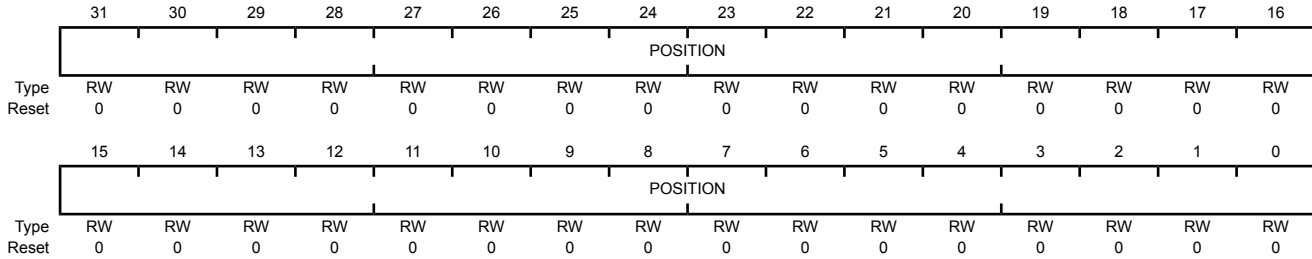 31 30 29 28 27 26 25 24 23 22 21 20 19 18 17 16
POSITION
Type RW RW RW RW RW RW RW RW RW RW RW RW RW RW RW RW
Reset 0 0 0 0 0 0 0 0 0 0 0 0 0 0 0 0
15 14 13 12 11 10 9 8 7 6 5 4 3 2 1 0
POSITION
Type RW RW RW RW RW RW RW RW RW RW RW RW RW RW RW RW
Reset 0 0 0 0 0 0 0 0 0 0 0 0 0 0 0 0